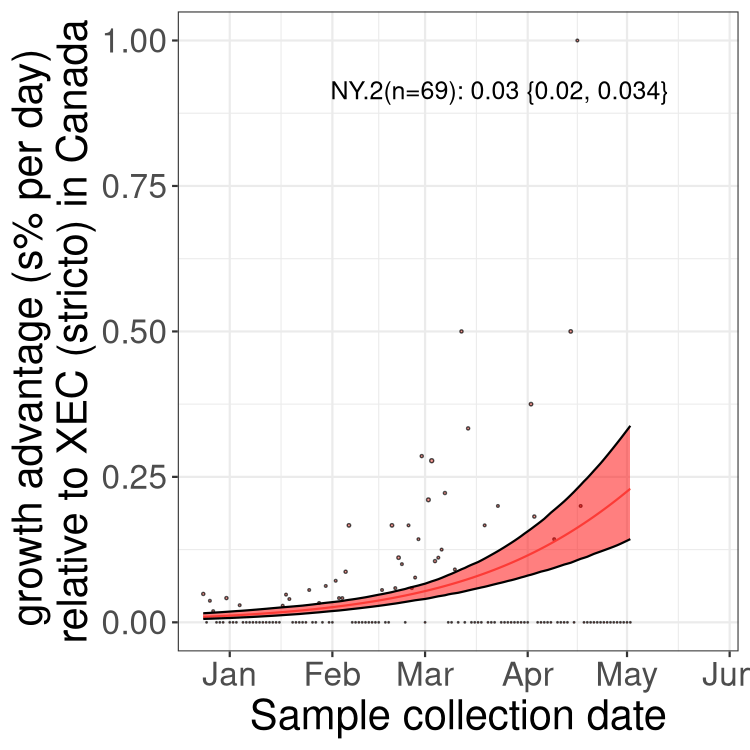 growth advantage (s% per day)
relative to XEC (stricto) in Canada
1.00
NY.2(n=69): 0.03 {0.02, 0.034}
0.75
0.50
0.25
0.00
Jan Feb Mar Apr May Jun
Sample collection date